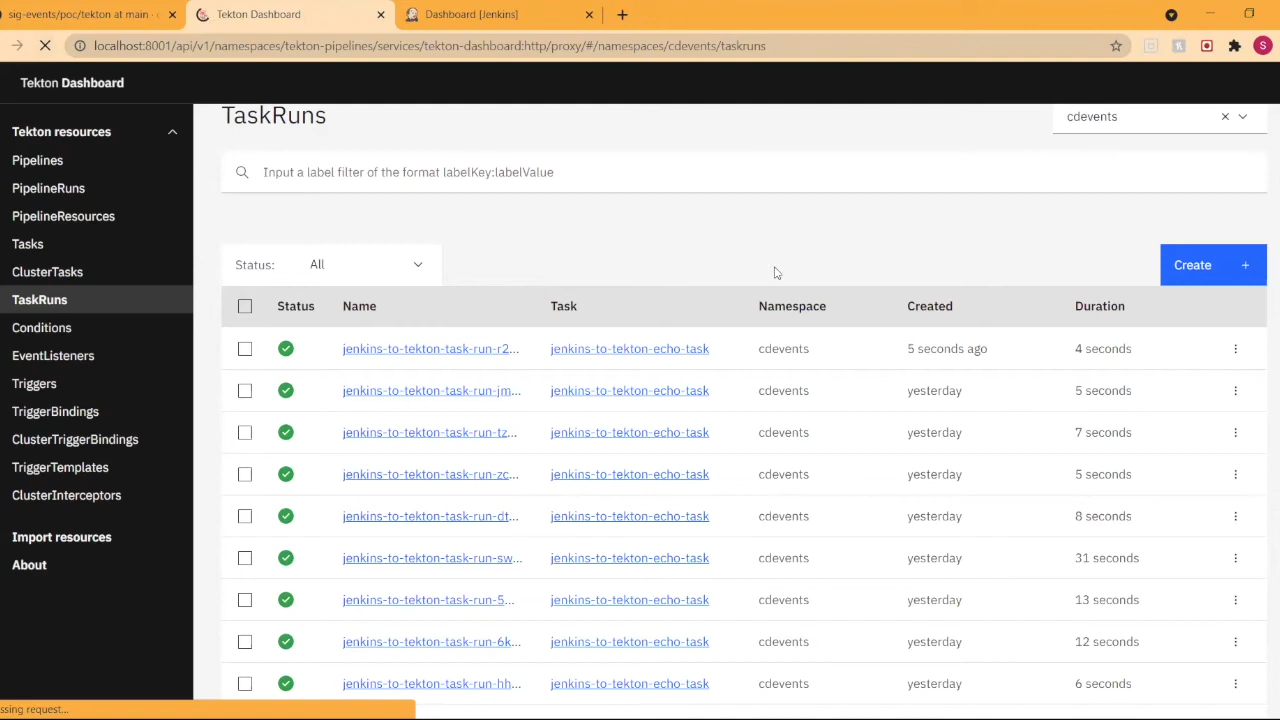 sig-events/poc/tekton at main ·
Tekton Dashboard
Dashboard [Jenkins]
localhost:8001/api/v1/namespaces/tekton-pipelines/services/tekton-dashboard:http/proxy/#/namespaces/cdevents/taskruns
S
Tekton Dashboard
Tekton resources
Pipelines
PipelineRuns
PipelineResources
Tasks
ClusterTasks
TaskRuns
Conditions
EventListeners
Triggers
TriggerBindings
ClusterTriggerBindings
TriggerTemplates
ClusterInterceptors
Import resources
About
TaskRuns
cdevents
Input a label filter of the format labelKey:labelValue
Status: All
Create +
Status Name Task Namespace Created Duration
jenkins-to-tekton-task-run-r2... jenkins-to-tekton-echo-task cdevents 5 seconds ago 4 seconds
jenkins-to-tekton-task-run-jm... jenkins-to-tekton-echo-task cdevents yesterday 5 seconds
jenkins-to-tekton-task-run-tz... jenkins-to-tekton-echo-task cdevents yesterday 7 seconds
jenkins-to-tekton-task-run-zc... jenkins-to-tekton-echo-task cdevents yesterday 5 seconds
jenkins-to-tekton-task-run-dt... jenkins-to-tekton-echo-task cdevents yesterday 8 seconds
jenkins-to-tekton-task-run-sw... jenkins-to-tekton-echo-task cdevents yesterday 31 seconds
jenkins-to-tekton-task-run-5... jenkins-to-tekton-echo-task cdevents yesterday 13 seconds
jenkins-to-tekton-task-run-6k... jenkins-to-tekton-echo-task cdevents yesterday 12 seconds
jenkins-to-tekton-task-run-hh... jenkins-to-tekton-echo-task cdevents yesterday 6 seconds
ssing request...